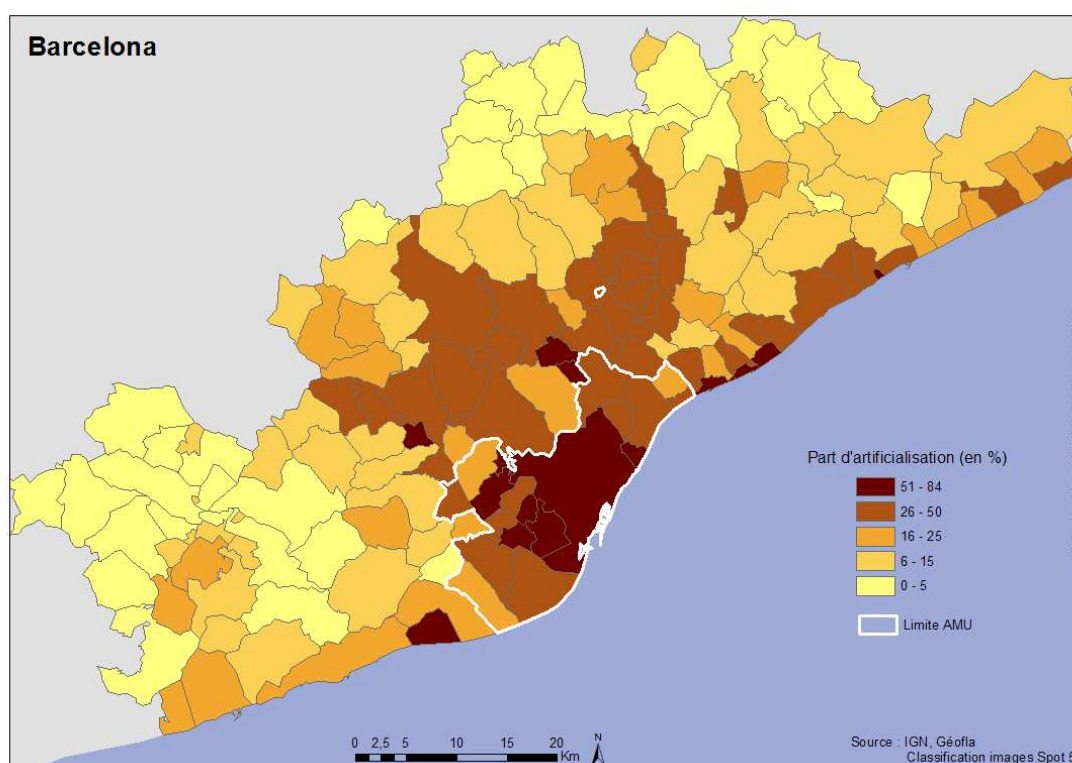 Barcelona
Part d'artificialisation (en %)
51 - 84
26 - 50
16 - 25
6 - 15
0 - 5
Limite AMU
0 2,5 5 10 15 20
Km
N
Source : IGN, Géofla
Classification images Spot 5